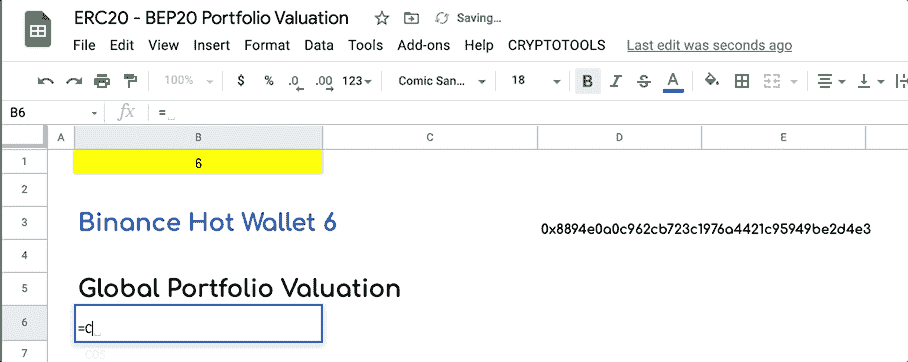 ERC20 - BEP20 Portfolio Valuation Saving...
File Edit View Insert Format Data Tools Add-ons Help CRYPTOTOOLS Last edit was seconds ago
100% $ % .0 .00 123 Comic San... 18 B I S A
B6 fx =
A B C D E
1 6
2
3 Binance Hot Wallet 6 0x8894e0a0c962cb723c1976a4421c95949be2d4e3
4
5 Global Portfolio Valuation
6 =c
7 COS